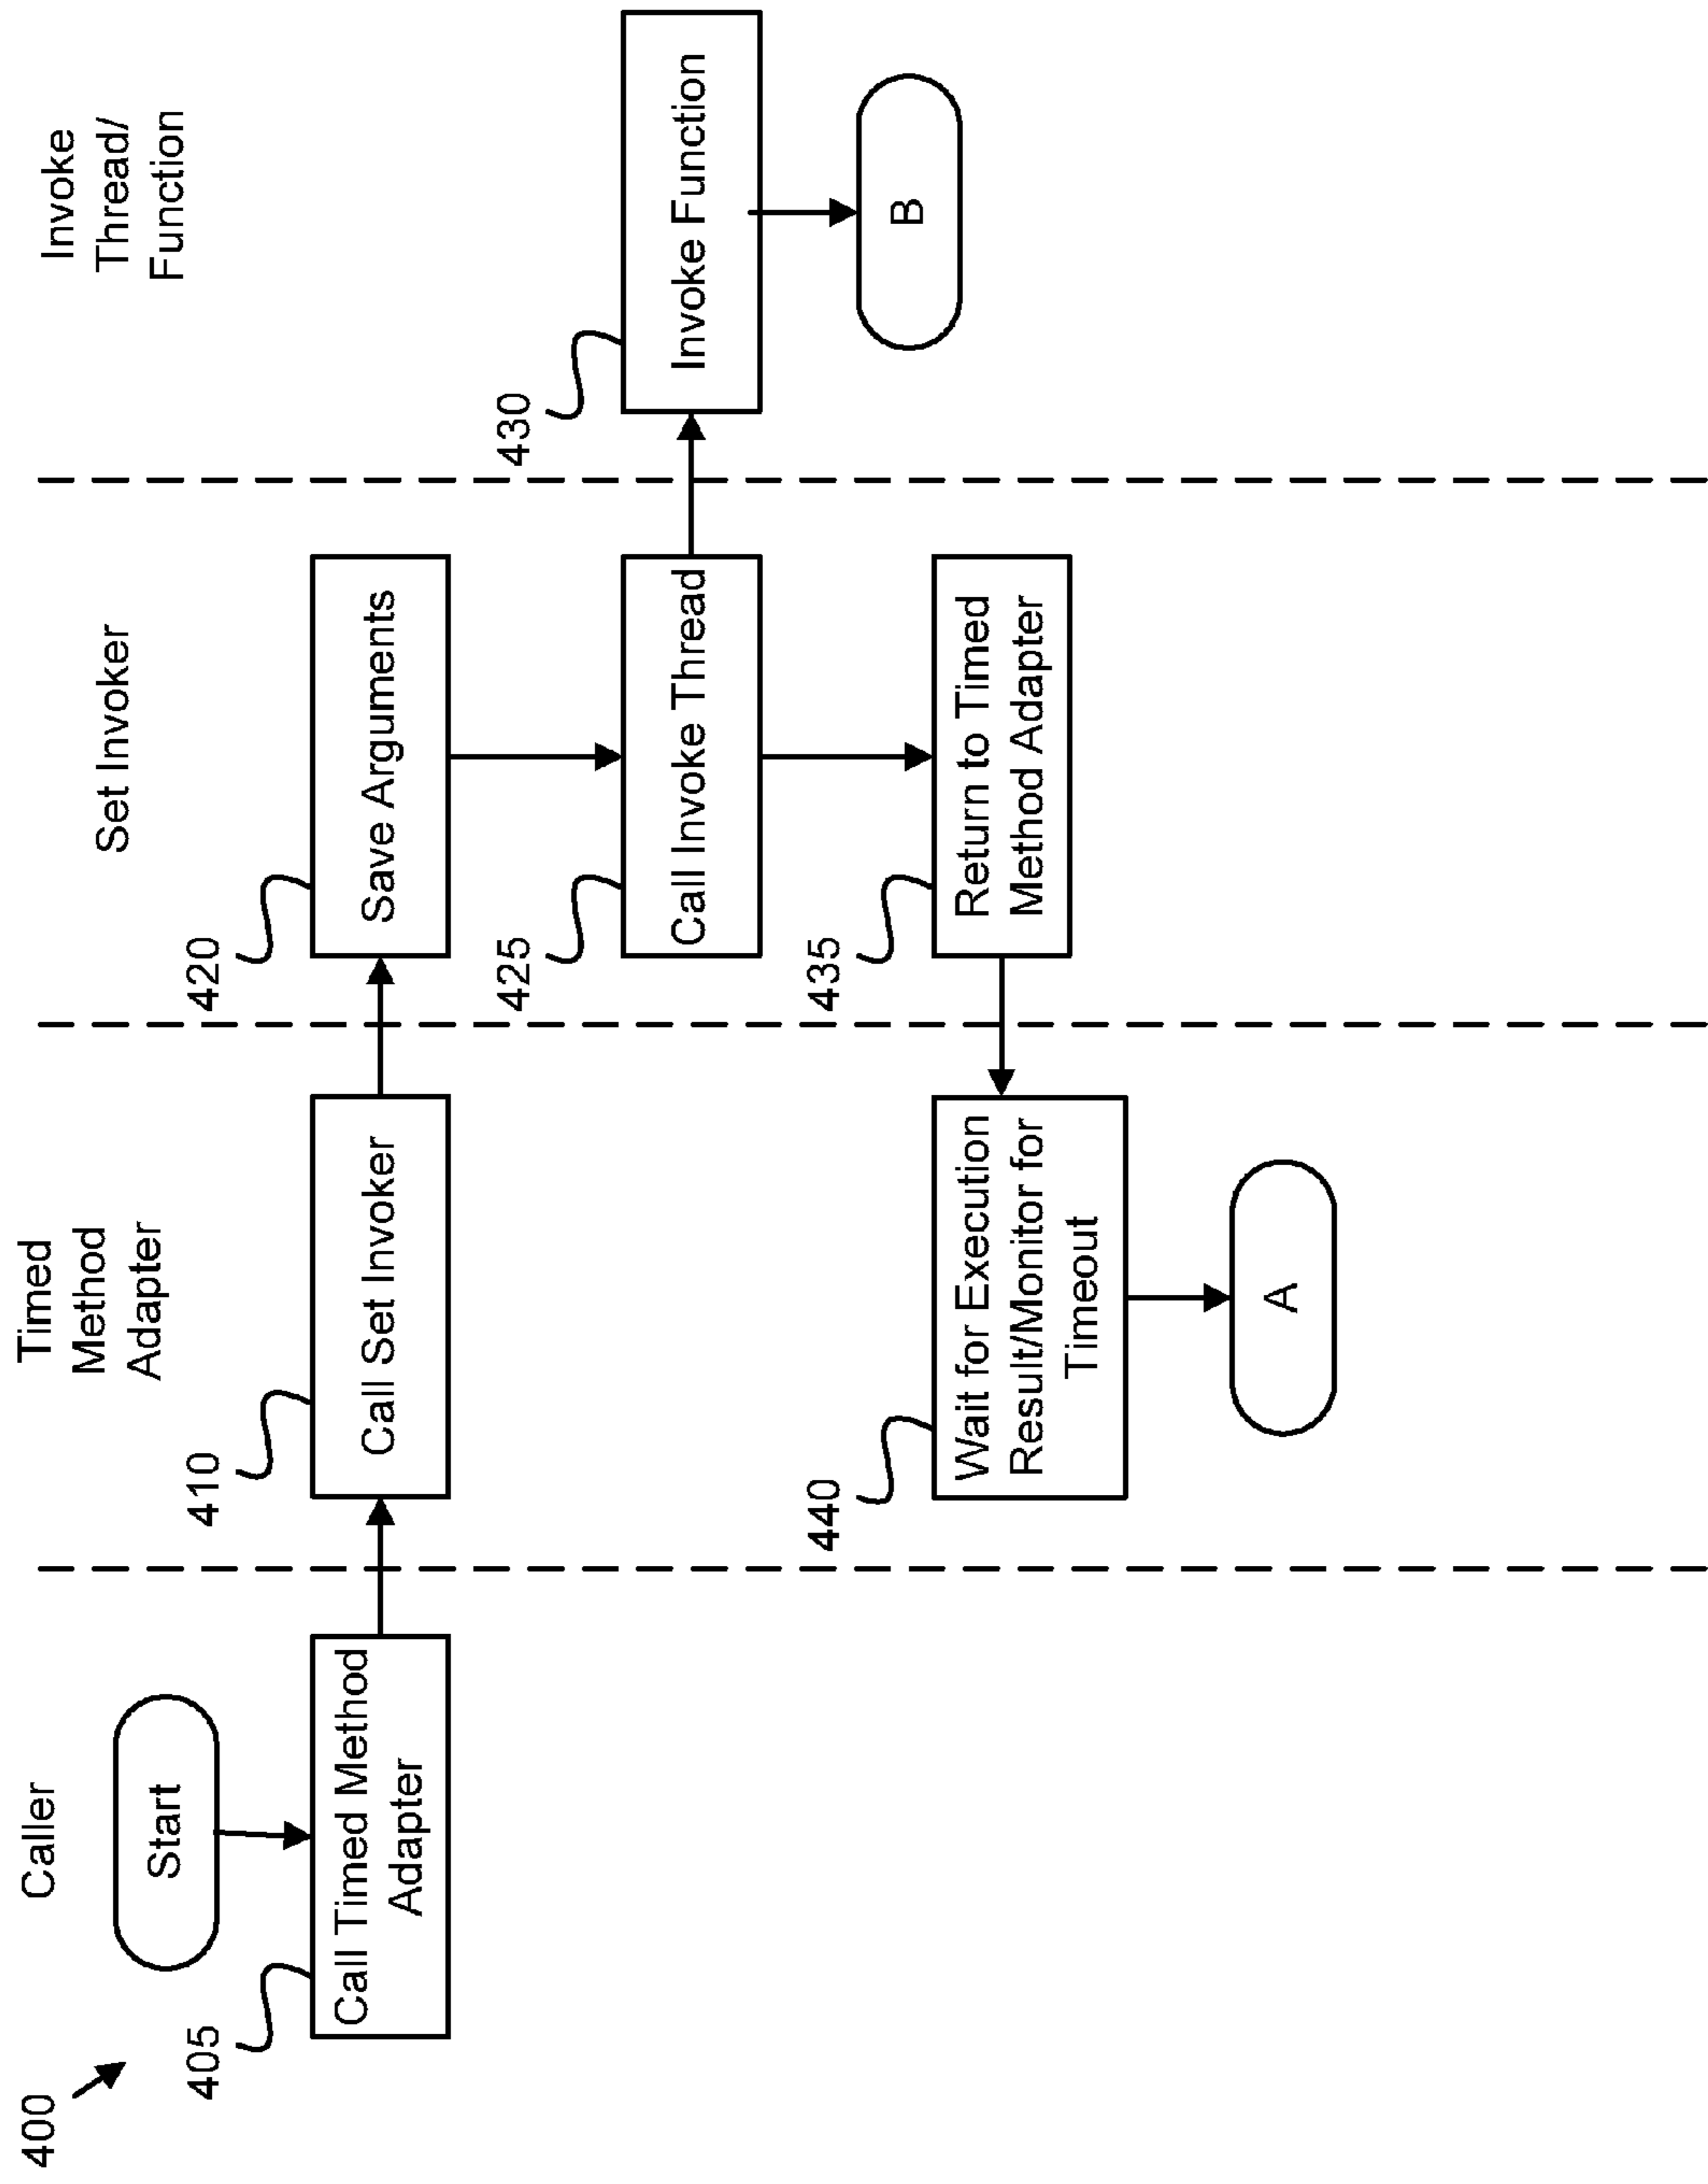 400
Caller
Timed
Method
Adapter
Set Invoker
Invoke
Thread/
Function
Start
405
Call Timed Method
Adapter
410
Call Set Invoker
420
Save Arguments
425
Call Invoke Thread
430
Invoke Function
B
435
Return to Timed
Method Adapter
440
Wait for Execution
Result/Monitor for
Timeout
A